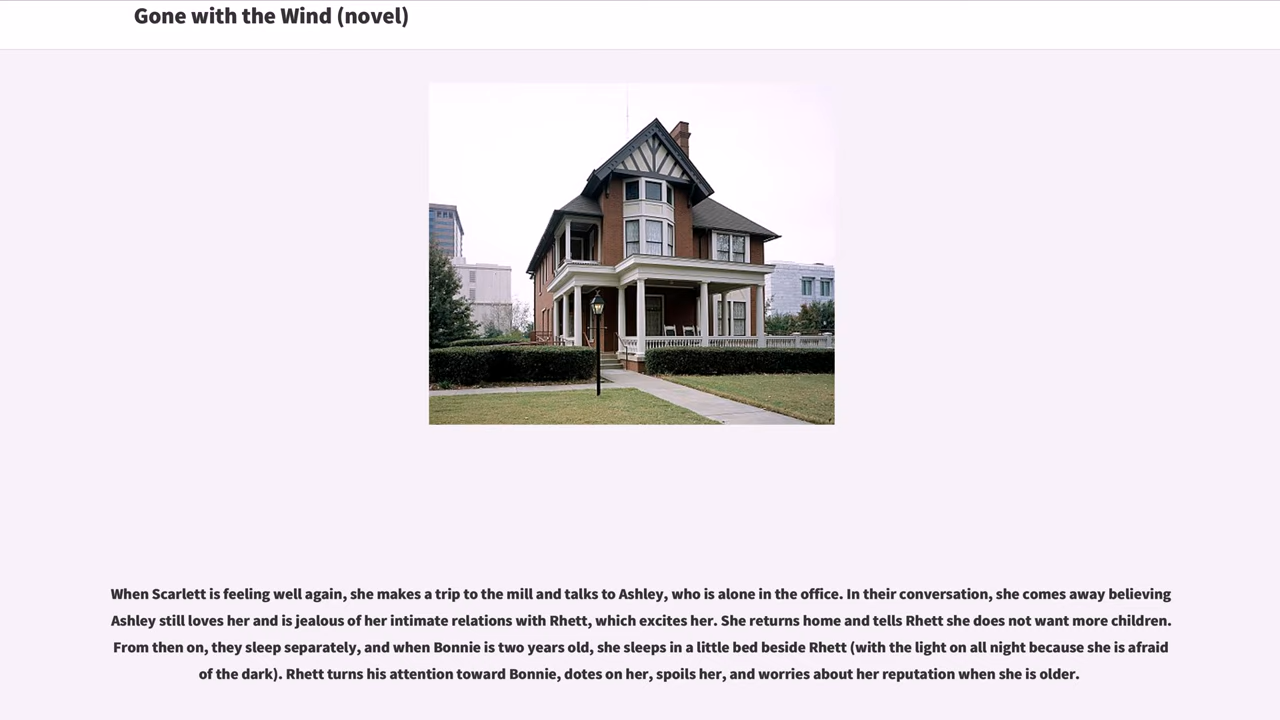 Gone with the Wind (novel)
When Scarlett is feeling well again, she makes a trip to the mill and talks to Ashley, who is alone in the office. In their conversation, she comes away believing
Ashley still loves her and is jealous of her intimate relations with Rhett, which excites her. She returns home and tells Rhett she does not want more children.
From then on, they sleep separately, and when Bonnie is two years old, she sleeps in a little bed beside Rhett (with the light on all night because she is afraid
of the dark). Rhett turns his attention toward Bonnie, dotes on her, spoils her, and worries about her reputation when she is older.